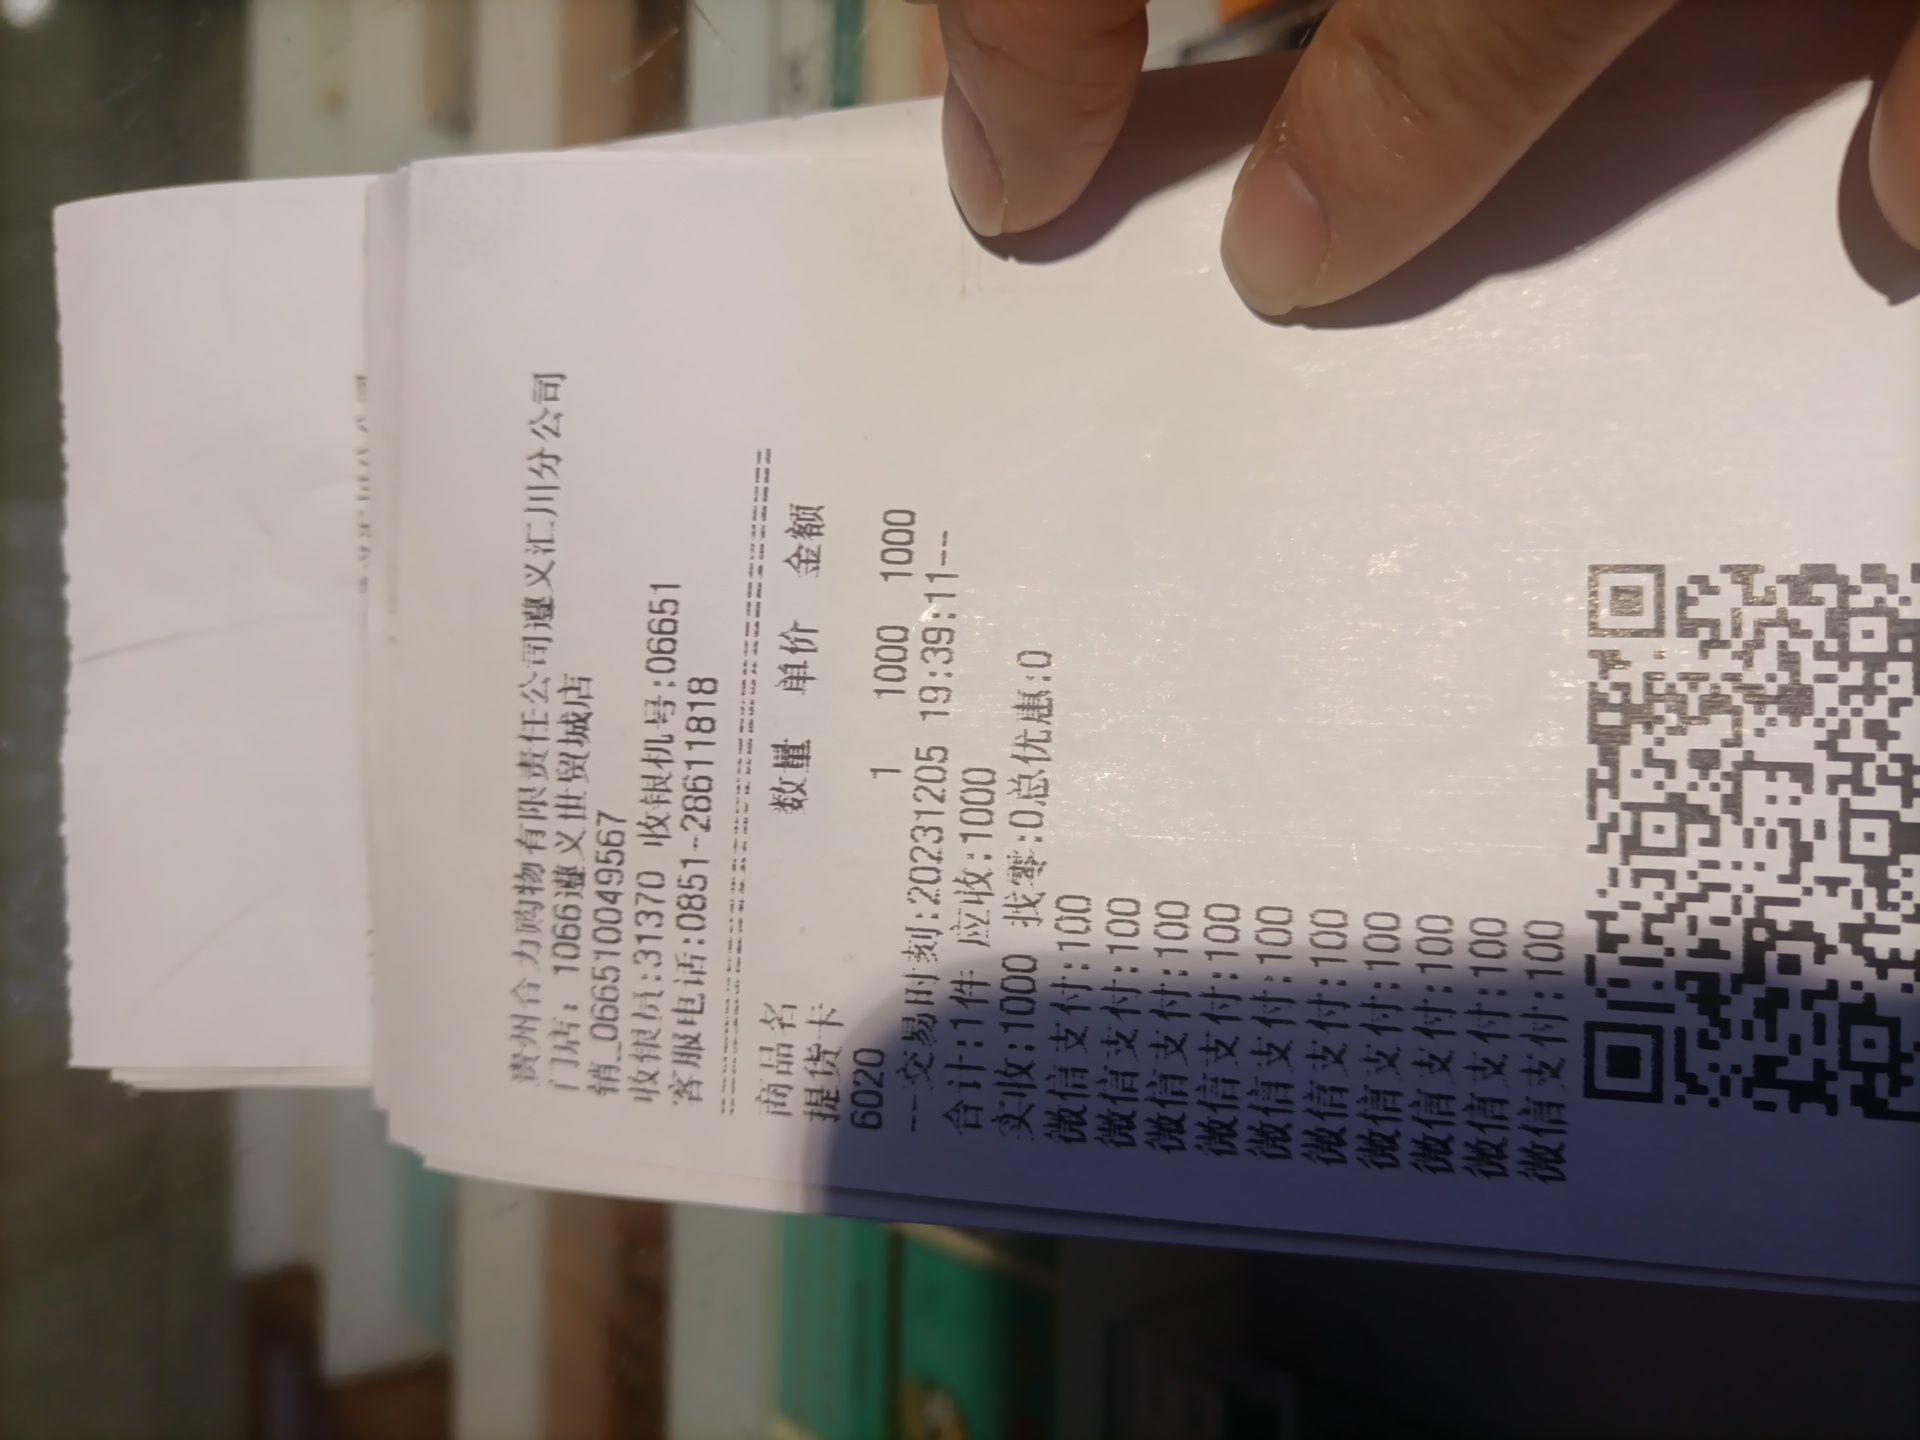 贵州合力购物有限责任公司遵义汇川分公司
门店: 1066遵义世贸城店
销_066510049567
收银员:31370 收银机号:06651
客服电话:0851-28611818
商品名 数量 单价 金额
提货卡
6020 1 1000 1000
--交易时刻:20231205 19:39:11--
合计:1件 应收:1000
实收:1000 找零:0总优惠:0
微信支付:100
微信支付:100
微信支付:100
微信支付:100
微信支付:100
微信支付:100
微信支付:100
微信支付:100
微信支付:100
微信支付:100